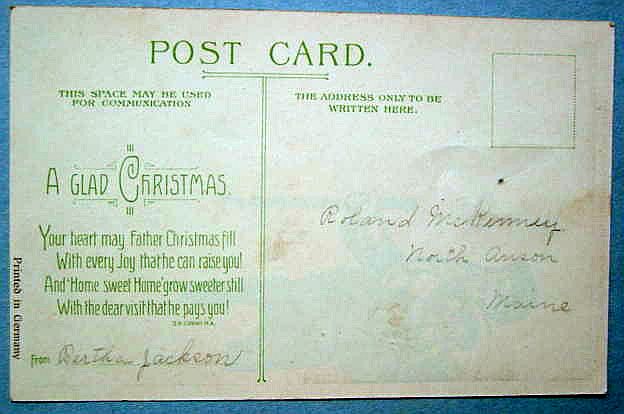 POST CARD.
THIS SPACE MAY BE USED
FOR COMMUNICATION
THE ADDRESS ONLY TO BE
WRITTEN HERE.
A GLAD CHRISTMAS.
Your heart may Father Christmas fill
With every Joy that he can raise you!
And "Home sweet Home" grow sweeter still
With the dear visit that he pays you!
From Bertha Jackson
Roland McKenney
North Anson
Maine
Printed in Germany